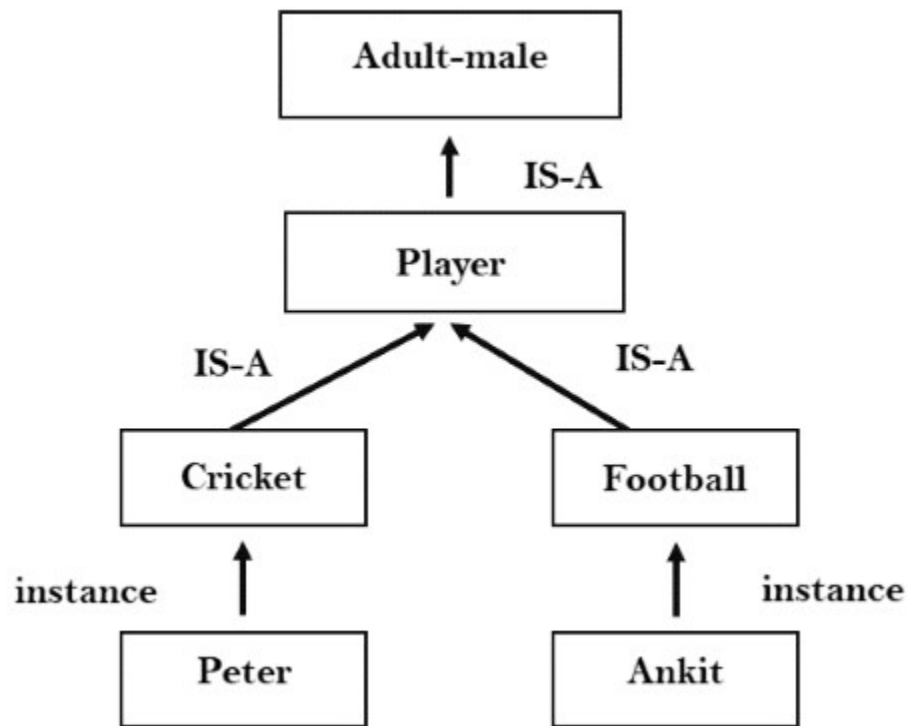 Adult-male
IS-A
Player
IS-A
IS-A
Cricket
Football
instance
instance
Peter
Ankit